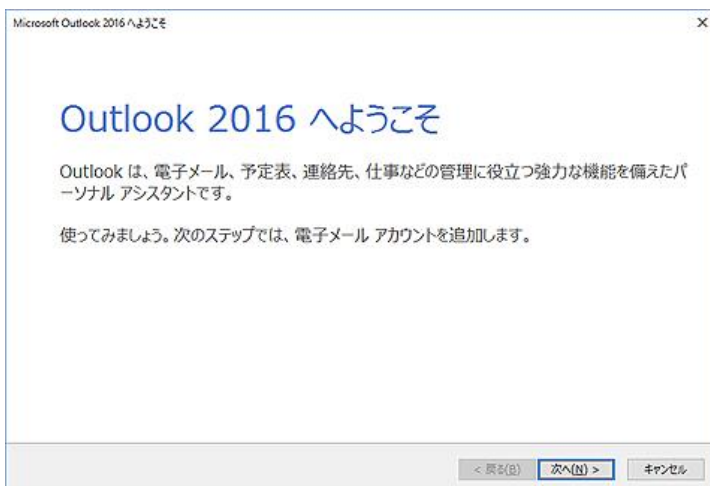 Microsoft Outlook 2016 へようこそ
Outlook 2016 へようこそ
Outlook は、電子メール、予定表、連絡先、仕事などの管理に役立つ強力な機能を備えたパ
ーソナル アシスタントです。
使ってみましょう。次のステップでは、電子メール アカウントを追加します。
< 戻る(B) 次へ(N) > キャンセル